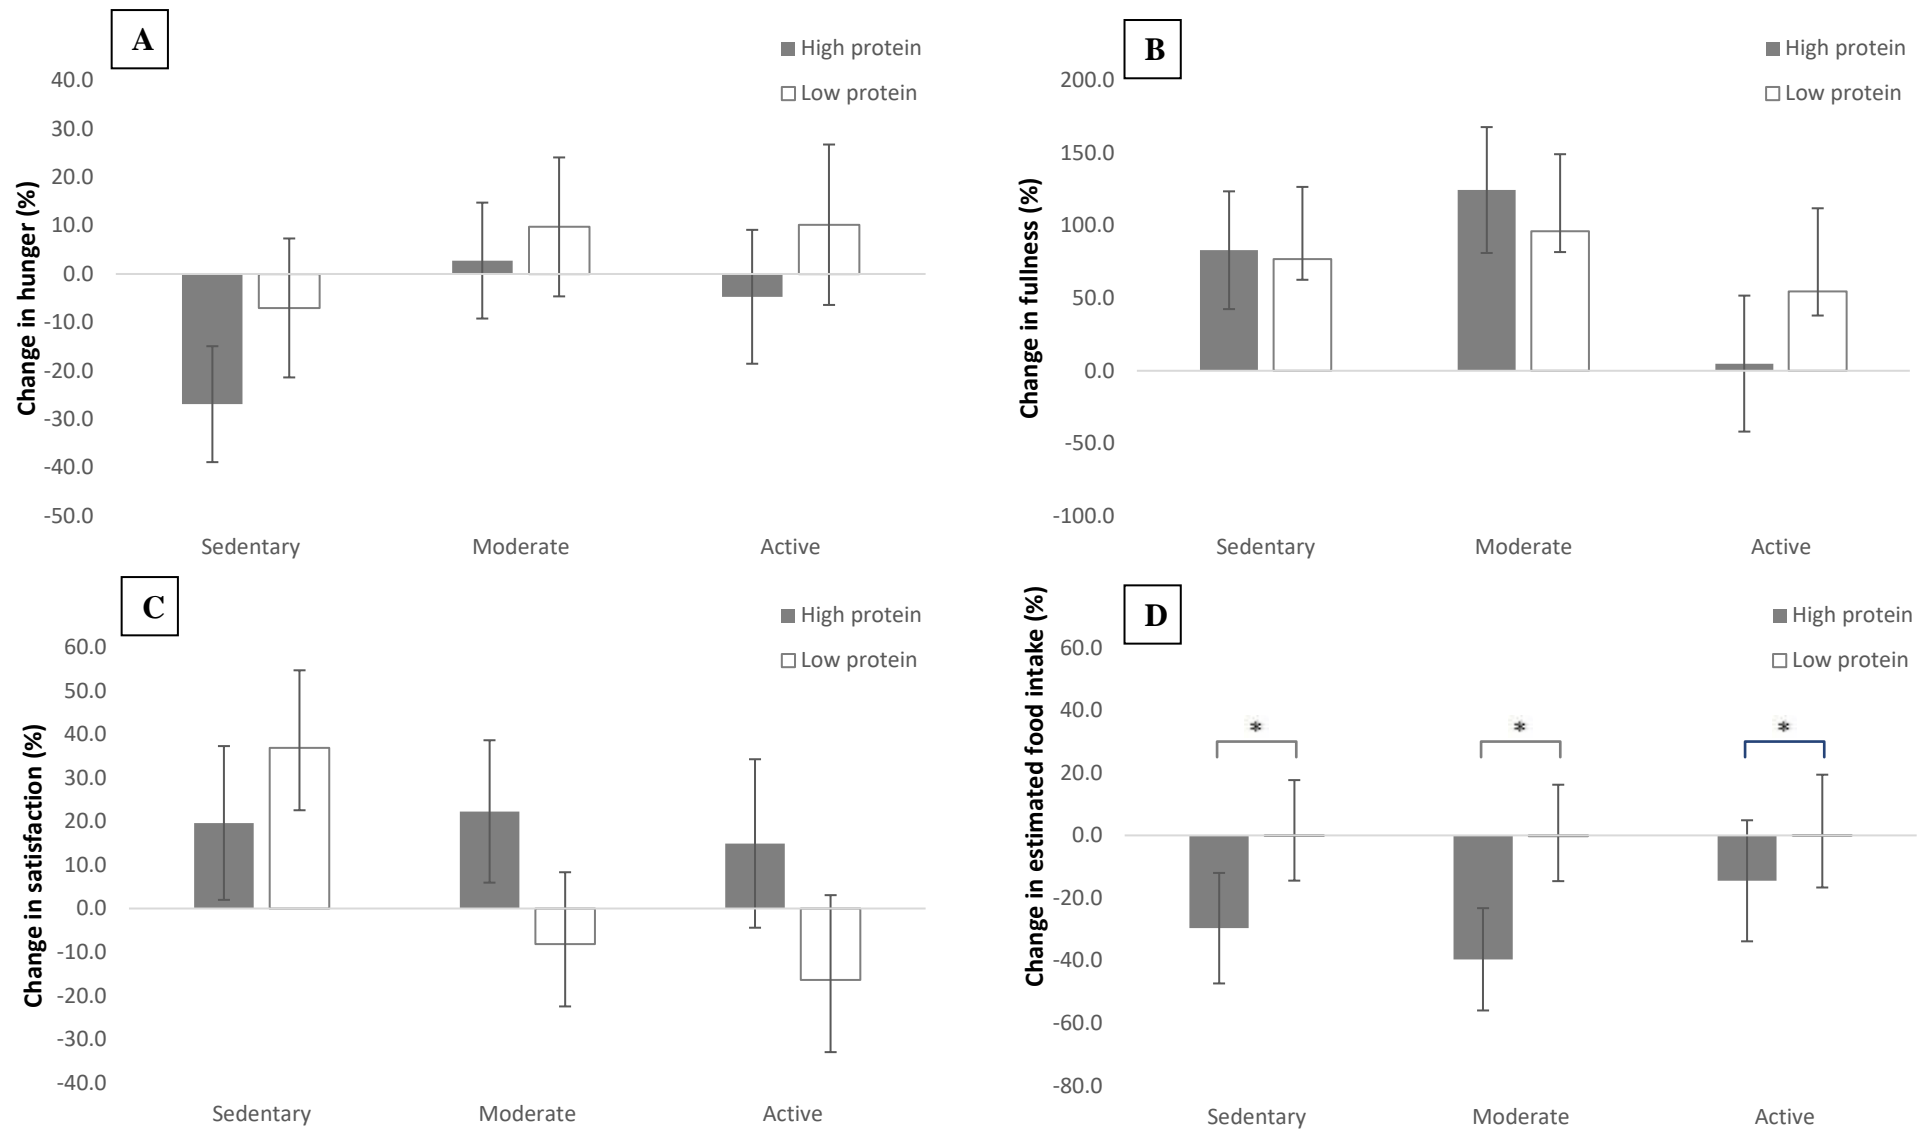 A
High protein
Low protein
Change in hunger (%)
40.0
30.0
20.0
10.0
0.0
-10.0
-20.0
-30.0
-40.0
-50.0
Sedentary Moderate Active
B
High protein
Low protein
Change in fullness (%)
200.0
150.0
100.0
50.0
0.0
-50.0
-100.0
Sedentary Moderate Active
C
High protein
Low protein
Change in satisfaction (%)
60.0
50.0
40.0
30.0
20.0
10.0
0.0
-10.0
-20.0
-30.0
-40.0
Sedentary Moderate Active
D
High protein
Low protein
Change in estimated food intake (%)
60.0
40.0
20.0
0.0
-20.0
-40.0
-60.0
-80.0
* * *
Sedentary Moderate Active